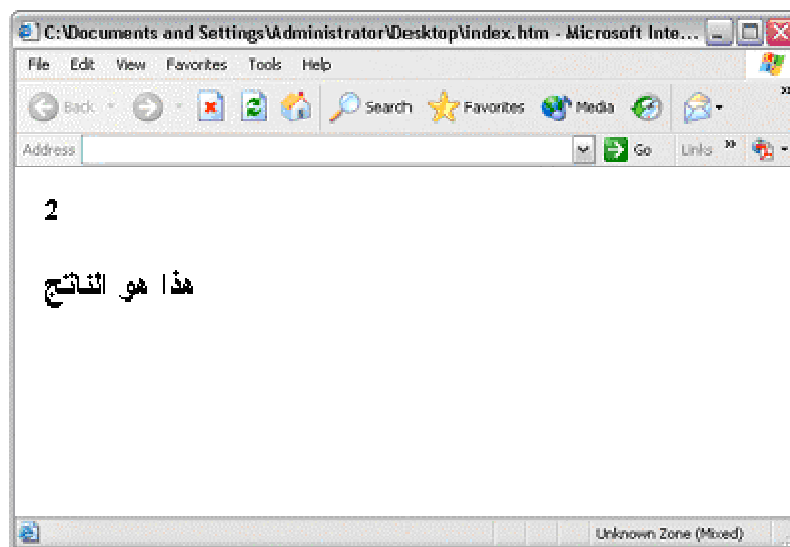 C:\Documents and Settings\Administrator\Desktop\index.htm - Microsoft Inte...
File Edit View Favorites Tools Help
Back Search Favorites Media
Address Go Links
2
هذا هو الناتج
Unknown Zone (Mixed)